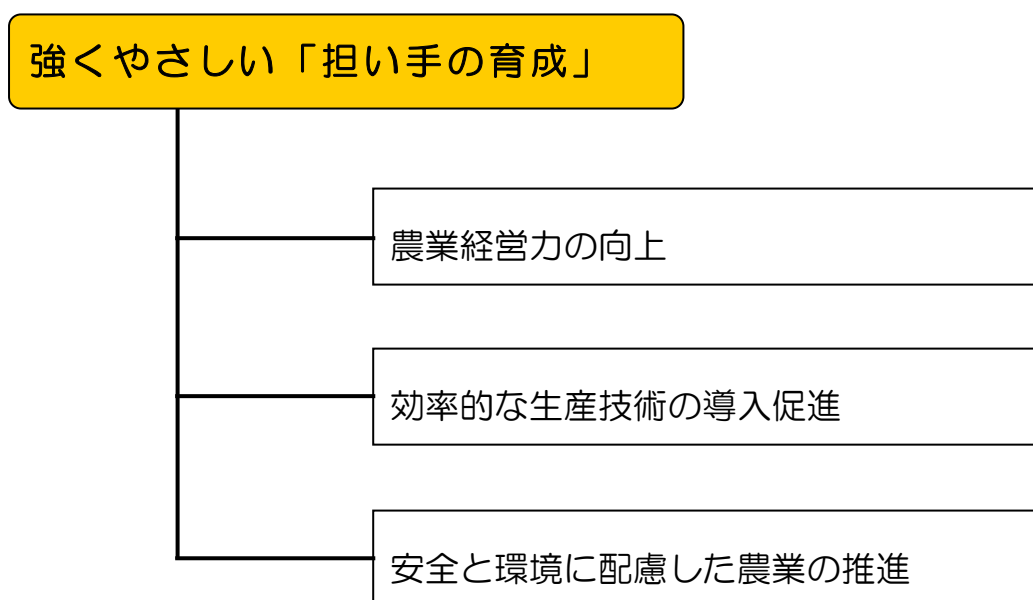 強くやさしい「担い手の育成」
農業経営力の向上
効率的な生産技術の導入促進
安全と環境に配慮した農業の推進